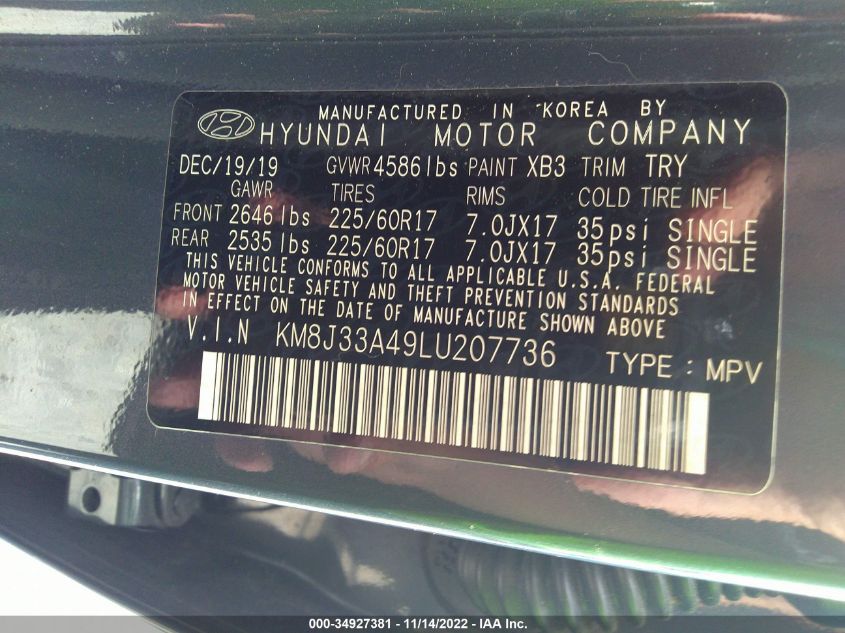 MANUFACTURED IN KOREA BY
HYUNDAI MOTOR COMPANY
DEC/19/19 GVWR 4586 lbs PAINT XB3 TRIM TRY
GAWR TIRES RIMS COLD TIRE INFL
FRONT 2646 lbs 225/60R17 7.0JX17 35psi SINGLE
REAR 2535 lbs 225/60R17 7.0JX17 35psi SINGLE
THIS VEHICLE CONFORMS TO ALL APPLICABLE U.S.A. FEDERAL
MOTOR VEHICLE SAFETY AND THEFT PREVENTION STANDARDS
IN EFFECT ON THE DATE OF MANUFACTURE SHOWN ABOVE
V.I.N KM8J33A49LU207736 TYPE : MPV
000-34927381 - 11/14/2022 - IAA Inc.